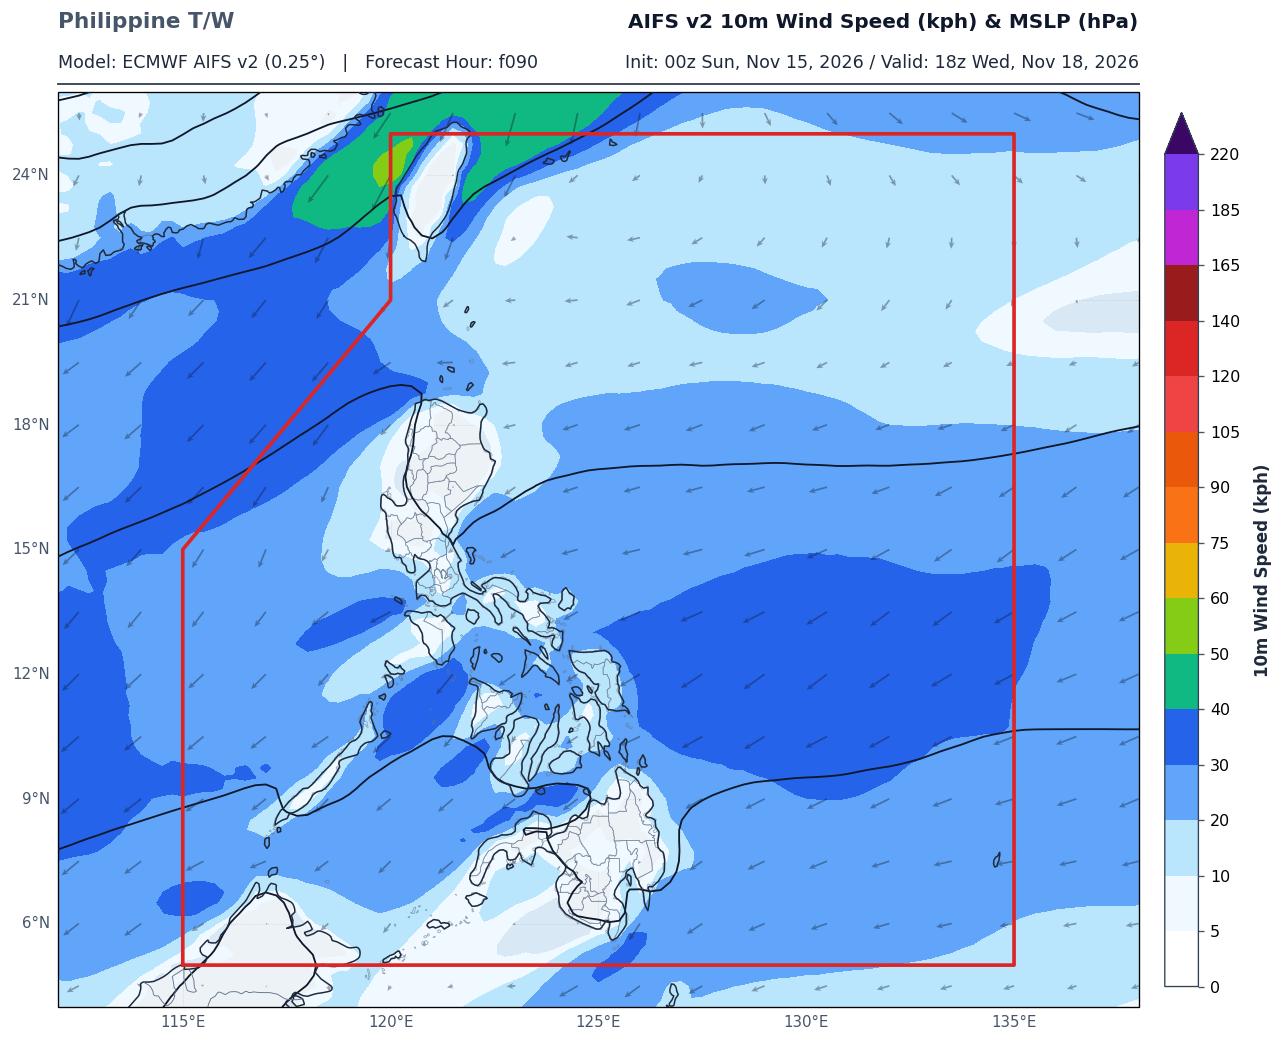 Philippine T/W
AIFS v2 10m Wind Speed (kph) & MSLP (hPa)
Model: ECMWF AIFS v2 (0.25°) | Forecast Hour: f090
Init: 00z Sun, Nov 15, 2026 / Valid: 18z Wed, Nov 18, 2026
24°N
21°N
18°N
15°N
12°N
9°N
6°N
115°E
120°E
125°E
130°E
135°E
220
185
165
140
120
105
90
75
60
50
40
30
20
10
5
0
10m Wind Speed (kph)